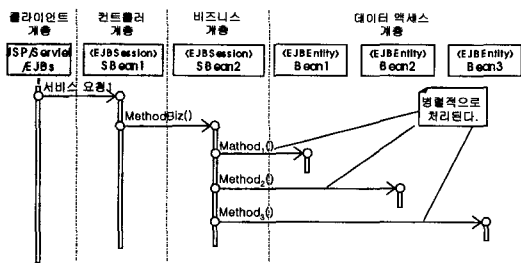 클라이언트 계층
컨트롤러 계층
비즈니스 계층
데이터 액세스 계층
JSP/Servlet /EJBs
〈EJBSession〉 SBean1
〈EJBSession〉 SBean2
〈EJBEntity〉 Bean1
〈EJBEntity〉 Bean2
〈EJBEntity〉 Bean3
서비스 요청1
MethodBiz()
병렬적으로 처리된다.
Mathod₁()
Method₂()
Method₃()